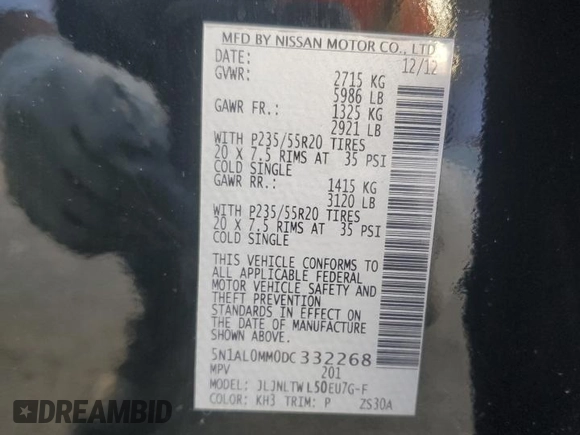 MFD BY NISSAN MOTOR CO., LTD
DATE: 12/12
GVWR: 2715 KG
5986 LB
GAWR FR.: 1325 KG
2921 LB
WITH P235/55R20 TIRES
20 X 7.5 RIMS AT 35 PSI
COLD SINGLE
GAWR RR.: 1415 KG
3120 LB
WITH P235/55R20 TIRES
20 X 7.5 RIMS AT 35 PSI
COLD SINGLE
THIS VEHICLE CONFORMS TO
ALL APPLICABLE FEDERAL
MOTOR VEHICLE SAFETY AND
THEFT PREVENTION
STANDARDS IN EFFECT ON
THE DATE OF MANUFACTURE
SHOWN ABOVE.
5N1AL0MM0DC332268
MPV 201
MODEL: JLJNLTWL50EU7G-F
COLOR: KH3 TRIM: P ZS30A
CLEARBID